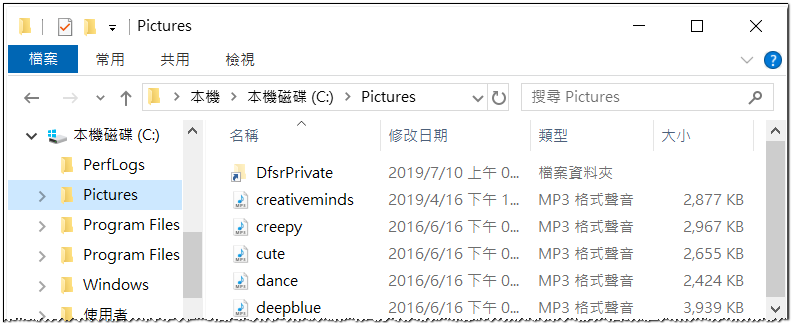 Pictures
檔案 常用 共用 檢視
本機 本機磁碟 (C:) Pictures 搜尋 Pictures
本機磁碟 (C:)
PerfLogs
Pictures
Program Files
Program Files
Windows
使用者
名稱 修改日期 類型 大小
DfsrPrivate 2019/7/10 上午 0... 檔案資料夾
creativeminds 2019/4/16 下午 1... MP3 格式聲音 2,877 KB
creepy 2016/6/16 下午 0... MP3 格式聲音 2,967 KB
cute 2016/6/16 下午 0... MP3 格式聲音 2,655 KB
dance 2016/6/16 下午 0... MP3 格式聲音 2,424 KB
deepblue 2016/6/16 下午 0... MP3 格式聲音 3,939 KB